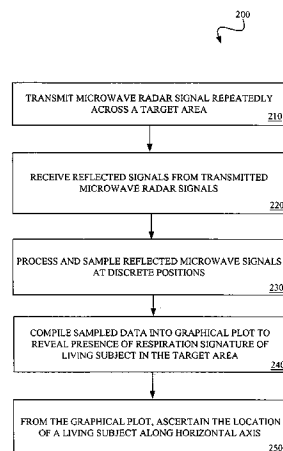 200
TRANSMIT MICROWAVE RADAR SIGNAL REPEATEDLY
ACROSS A TARGET AREA
210
RECEIVE REFLECTED SIGNALS FROM TRANSMITTED
MICROWAVE RADAR SIGNALS
220
PROCESS AND SAMPLE REFLECTED MICROWAVE SIGNALS
AT DISCRETE POSITIONS
230
COMPILE SAMPLED DATA INTO GRAPHICAL PLOT TO
REVEAL PRESENCE OF RESPIRATION SIGNATURE OF
LIVING SUBJECT IN THE TARGET AREA
240
FROM THE GRAPHICAL PLOT, ASCERTAIN THE LOCATION
OF A LIVING SUBJECT ALONG HORIZONTAL AXIS
250